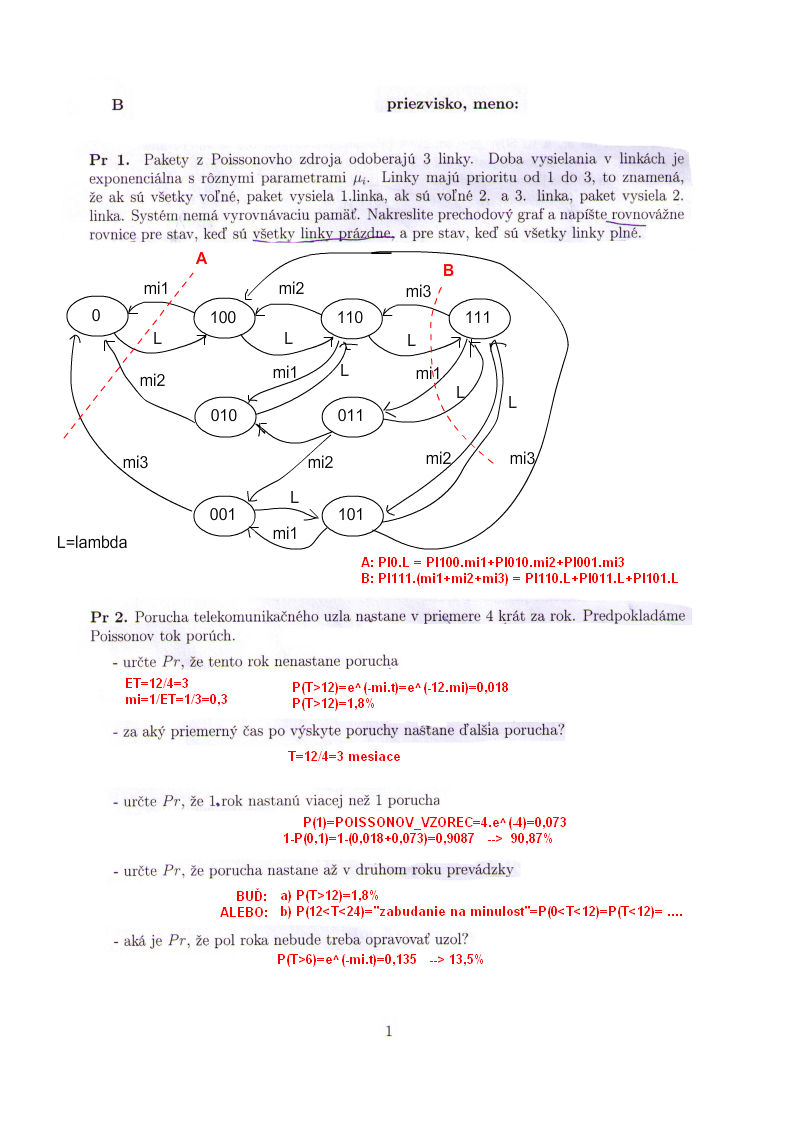 B priezvisko, meno:
Pr 1. Pakety z Poissonovho zdroja odoberajú 3 linky. Doba vysielania v linkách je
exponenciálna s rôznymi parametrami μi. Linky majú prioritu od 1 do 3, to znamená,
že ak sú všetky voľné, paket vysiela 1.linka, ak sú voľné 2. a 3. linka, paket vysiela 2.
linka. Systém nemá vyrovnávaciu pamäť. Nakreslite prechodový graf a napíšte rovnovážne
rovnice pre stav, keď sú všetky linky prázdne, a pre stav, keď sú všetky linky plné.
A
B
mi1
mi2
mi3
0
100
110
111
L
L
L
mi2
mi1
L
mi1
L
010
011
L
mi3
mi2
mi2
mi3
L
001
101
mi1
L=lambda
A: PI0.L = PI100.mi1+PI010.mi2+PI001.mi3
B: PI111.(mi1+mi2+mi3) = PI110.L+PI011.L+PI101.L
Pr 2. Porucha telekomunikačného uzla nastane v priemere 4 krát za rok. Predpokladáme
Poissonov tok porúch.
- určte Pr, že tento rok nenastane porucha
ET=12/4=3
mi=1/ET=1/3=0,3
P(T>12)=e^(-mi.t)=e^(-12.mi)=0,018
P(T>12)=1,8%
- za aký priemerný čas po výskyte poruchy nastane ďalšia porucha?
T=12/4=3 mesiace
- určte Pr, že 1.rok nastanú viacej než 1 porucha
P(1)=POISSONOV_VZOREC=4.e^(-4)=0,073
1-P(0,1)=1-(0,018+0,073)=0,9087 --> 90,87%
- určte Pr, že porucha nastane až v druhom roku prevádzky
BUĎ: a) P(T>12)=1,8%
ALEBO: b) P(12<T<24)="zabudanie na minulost"=P(0<T<12)=P(T<12)= ....
- aká je Pr, že pol roka nebude treba opravovať uzol?
P(T>6)=e^(-mi.t)=0,135 --> 13,5%
1